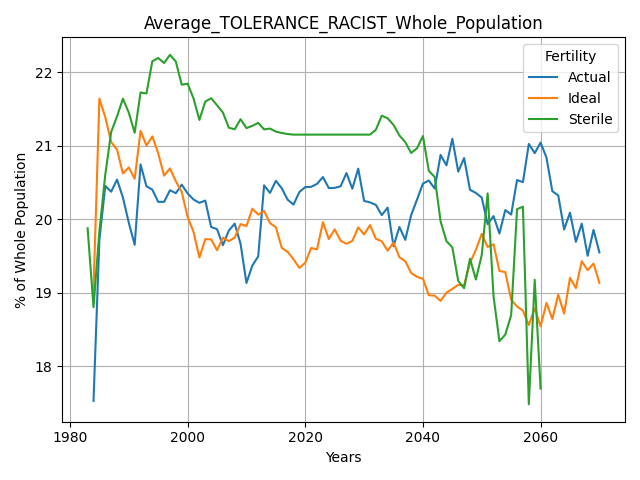 Average_TOLERANCE_RACIST_Whole_Population
Fertility
Actual
Ideal
Sterile
% of Whole Population
22
21
20
19
18
1980
2000
2020
2040
2060
Years